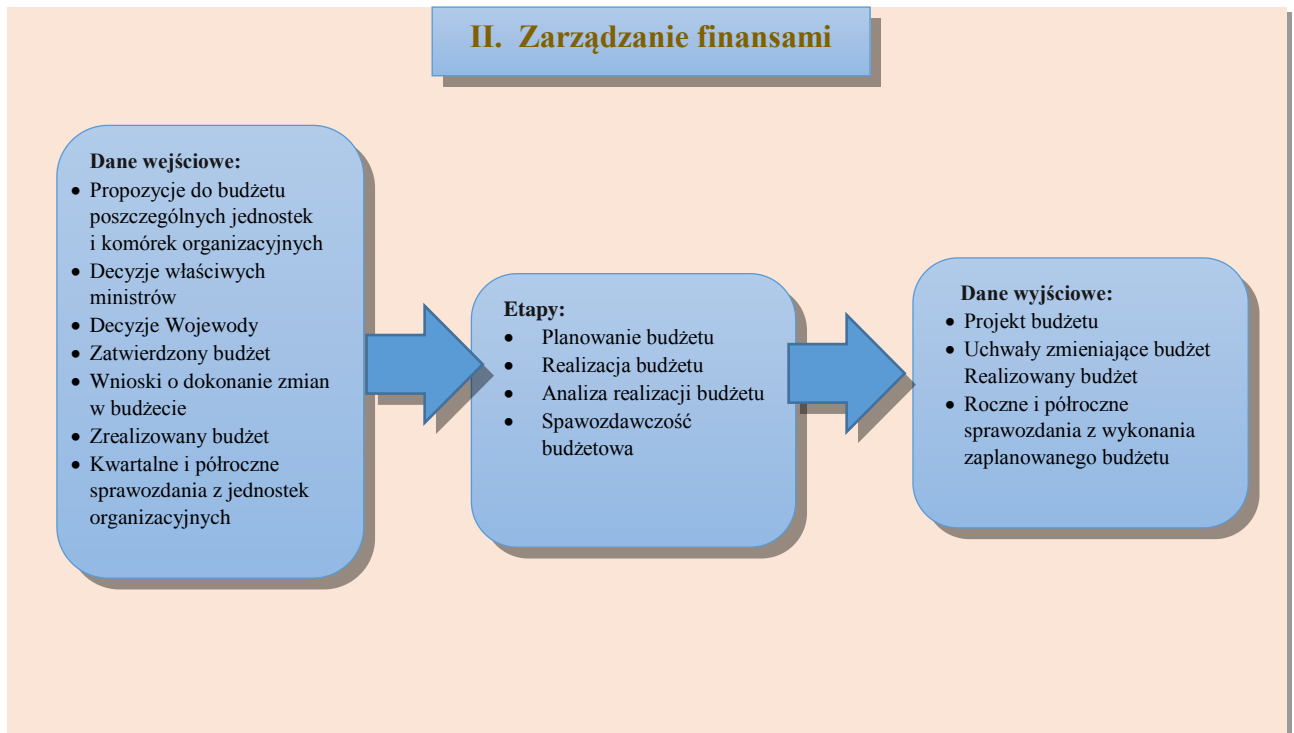 II. Zarządzanie finansami
Dane wejściowe:
• Propozycje do budżetu
poszczególnych jednostek
i komórek organizacyjnych
• Decyzje właściwych
ministrów
• Decyzje Wojewody
• Zatwierdzony budżet
• Wnioski o dokonanie zmian
w budżecie
• Zrealizowany budżet
• Kwartalne i półroczne
sprawozdania z jednostek
organizacyjnych
Etapy:
• Planowanie budżetu
• Realizacja budżetu
• Analiza realizacji budżetu
• Spawozdawczość
budżetowa
Dane wyjściowe:
• Projekt budżetu
• Uchwały zmieniające budżet
Realizowany budżet
• Roczne i półroczne
sprawozdania z wykonania
zaplanowanego budżetu